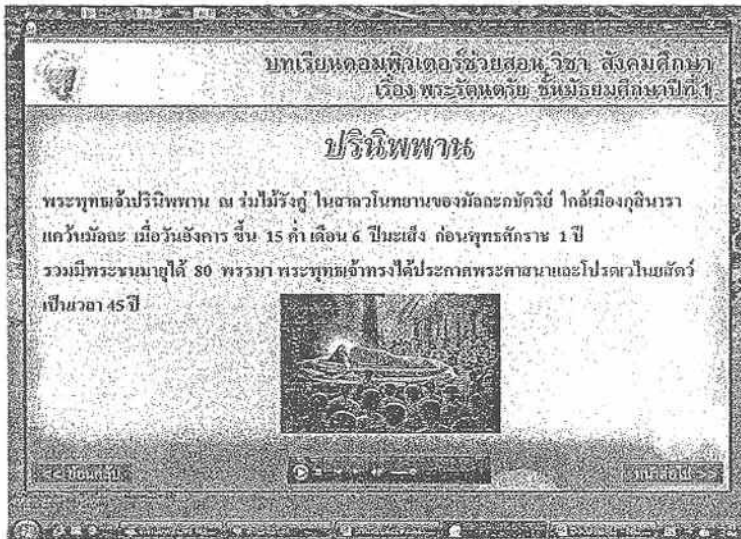 บทเรียนคอมพิวเตอร์ช่วยสอน วิชา สังคมศึกษา
เรื่อง พระรัตนตรัย ชั้นมัธยมศึกษาปีที่ 1
ปรินิพพาน
พระพุทธเจ้าปรินิพพาน ณ ร่มไม้รังคู่ ในสาลวโนทยานของมัลละกษัตริย์ ใกล้เมืองกุสินารา
แคว้นมัลละ เมื่อวันอังคาร ขึ้น 15 ค่ำ เดือน 6 ปีมะเส็ง ก่อนพุทธศักราช 1 ปี
รวมมีพระชนมายุได้ 80 พรรษา พระพุทธเจ้าทรงได้ประกาศพระศาสนาและโปรดเวไนยสัตว์
เป็นเวลา 45 ปี